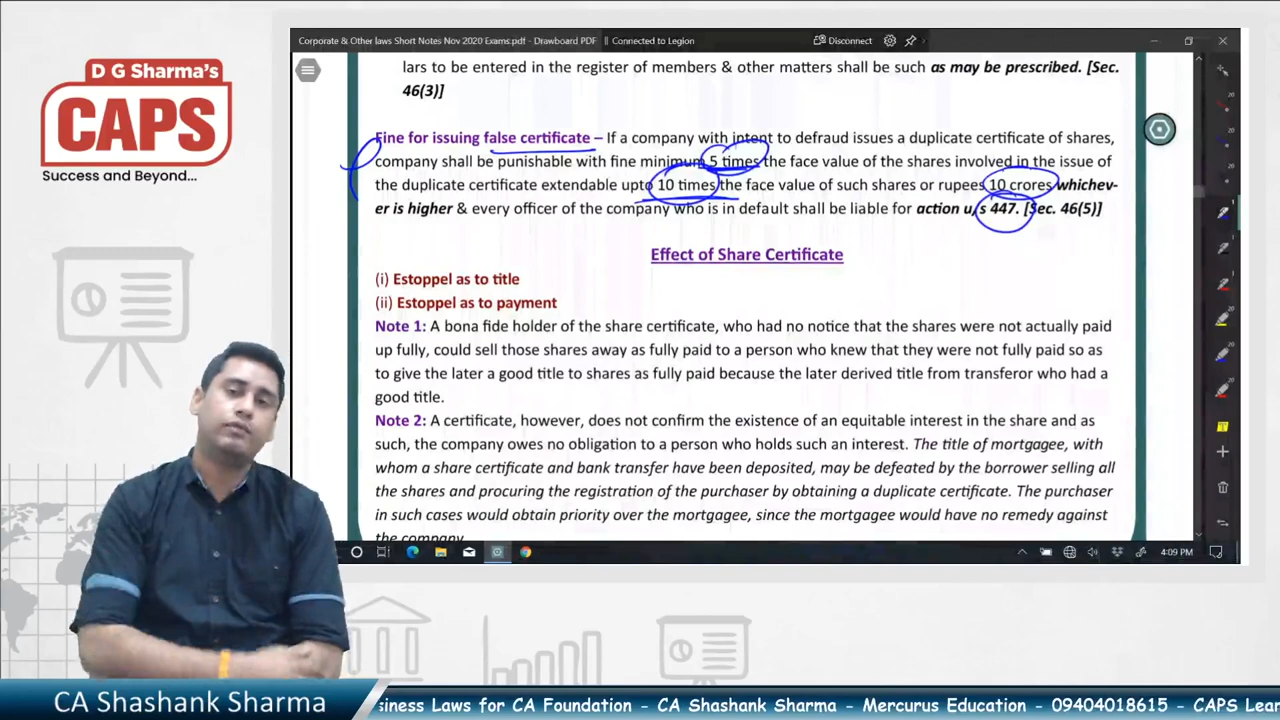 D G Sharma's
CAPS
Success and Beyond...
Corporate & Other laws Short Notes Nov 2020 Exams.pdf - Drawboard PDF || Connected to Legion
Disconnect
lars to be entered in the register of members & other matters shall be such as may be prescribed. [Sec.
46(3)]
Fine for issuing false certificate – If a company with intent to defraud issues a duplicate certificate of shares,
company shall be punishable with fine minimum 5 times the face value of the shares involved in the issue of
the duplicate certificate extendable upto 10 times the face value of such shares or rupees 10 crores whichev-
er is higher & every officer of the company who is in default shall be liable for action u/s 447. [Sec. 46(5)]
Effect of Share Certificate
(i) Estoppel as to title
(ii) Estoppel as to payment
Note 1: A bona fide holder of the share certificate, who had no notice that the shares were not actually paid
up fully, could sell those shares away as fully paid to a person who knew that they were not fully paid so as
to give the later a good title to shares as fully paid because the later derived title from transferor who had a
good title.
Note 2: A certificate, however, does not confirm the existence of an equitable interest in the share and as
such, the company owes no obligation to a person who holds such an interest. The title of mortgagee, with
whom a share certificate and bank transfer have been deposited, may be defeated by the borrower selling all
the shares and procuring the registration of the purchaser by obtaining a duplicate certificate. The purchaser
in such cases would obtain priority over the mortgagee, since the mortgagee would have no remedy against
the company
4:09 PM
CA Shashank Sharma
siness Laws for CA Foundation - CA Shashank Sharma - Mercurus Education - 09404018615 - CAPS Lear